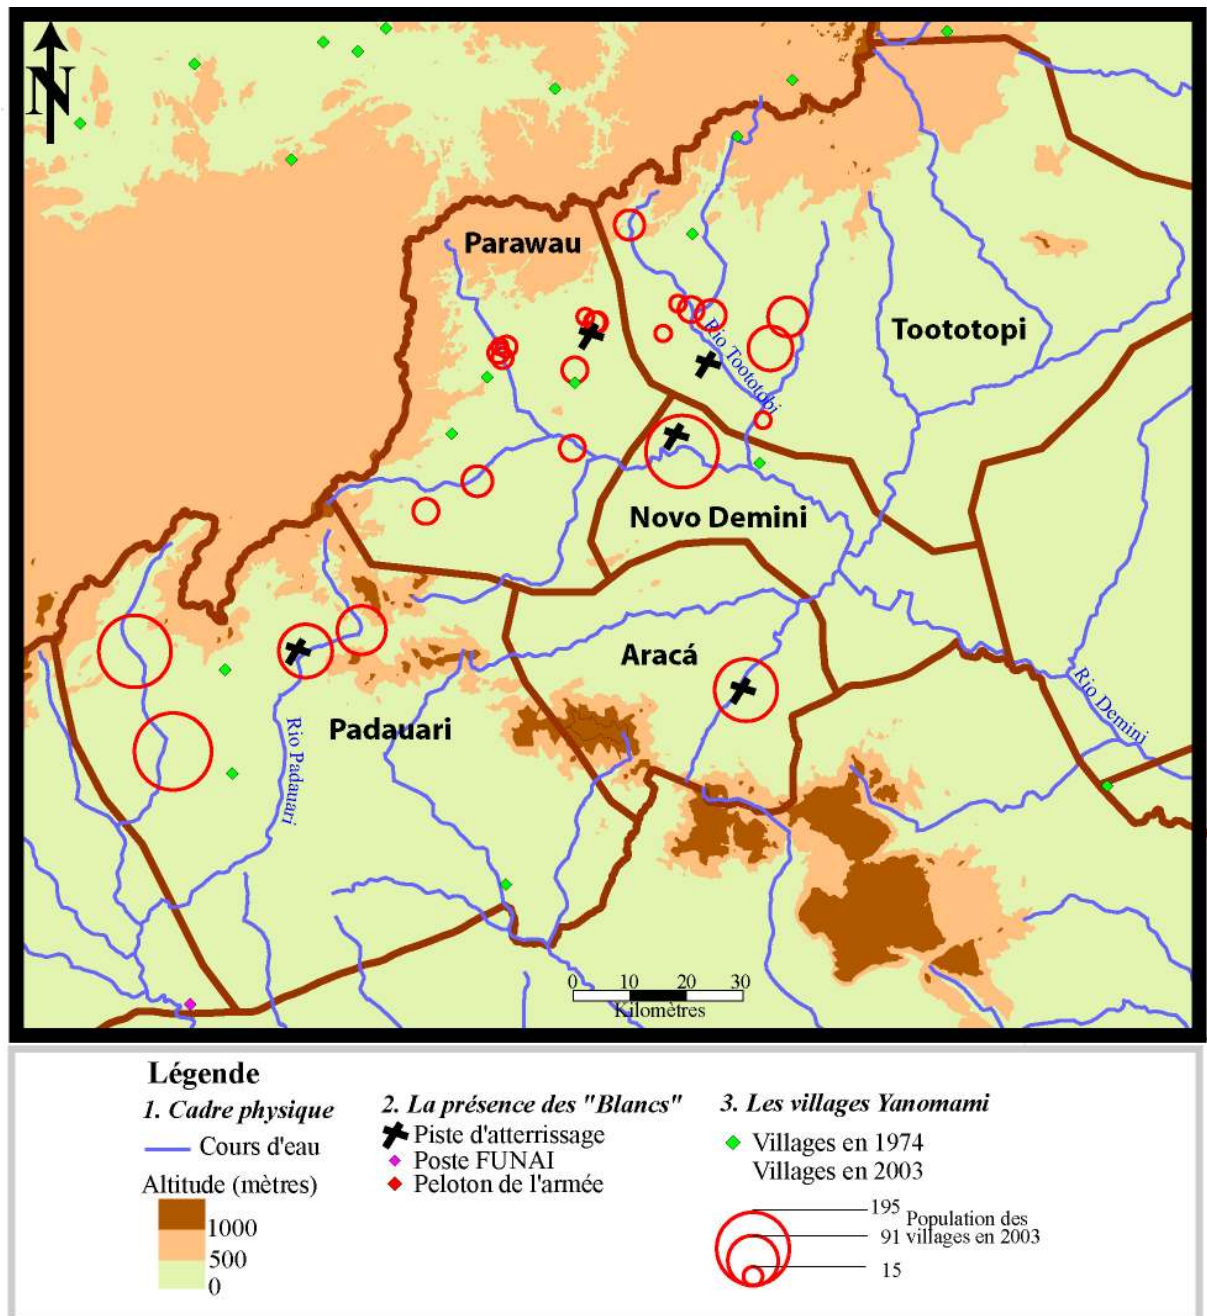 N
Parawau
Toototopi
Rio Toototobi
Novo Demini
Aracá
Padauari
Rio Padauari
Rio Demini
0 10 20 30
Kilomètres
Légende
1. Cadre physique
Cours d'eau
Altitude (mètres)
1000
500
0
2. La présence des "Blancs"
Piste d'atterrissage
Poste FUNAI
Peloton de l'armée
3. Les villages Yanomami
Villages en 1974
Villages en 2003
195
91
15
Population des
villages en 2003